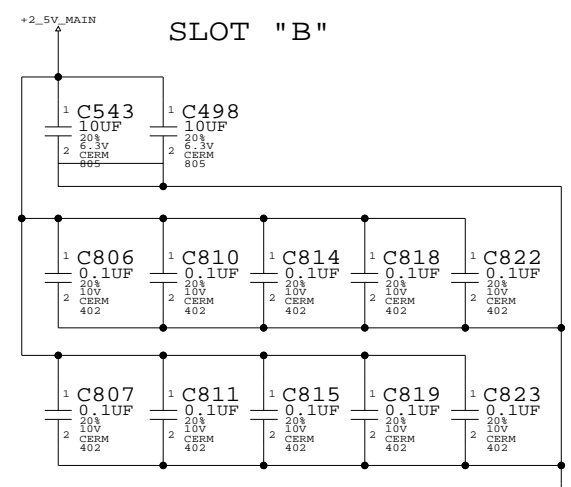 +2_5V_MAIN
SLOT "B"
1 C543
10UF
20%
6.3V
2 CERM
805
1 C498
10UF
20%
6.3V
2 CERM
805
1 C806
0.1UF
20%
10V
2 CERM
402
1 C810
0.1UF
20%
10V
2 CERM
402
1 C814
0.1UF
20%
10V
2 CERM
402
1 C818
0.1UF
20%
10V
2 CERM
402
1 C822
0.1UF
20%
10V
2 CERM
402
1 C807
0.1UF
20%
10V
2 CERM
402
1 C811
0.1UF
20%
10V
2 CERM
402
1 C815
0.1UF
20%
10V
2 CERM
402
1 C819
0.1UF
20%
10V
2 CERM
402
1 C823
0.1UF
20%
10V
2 CERM
402